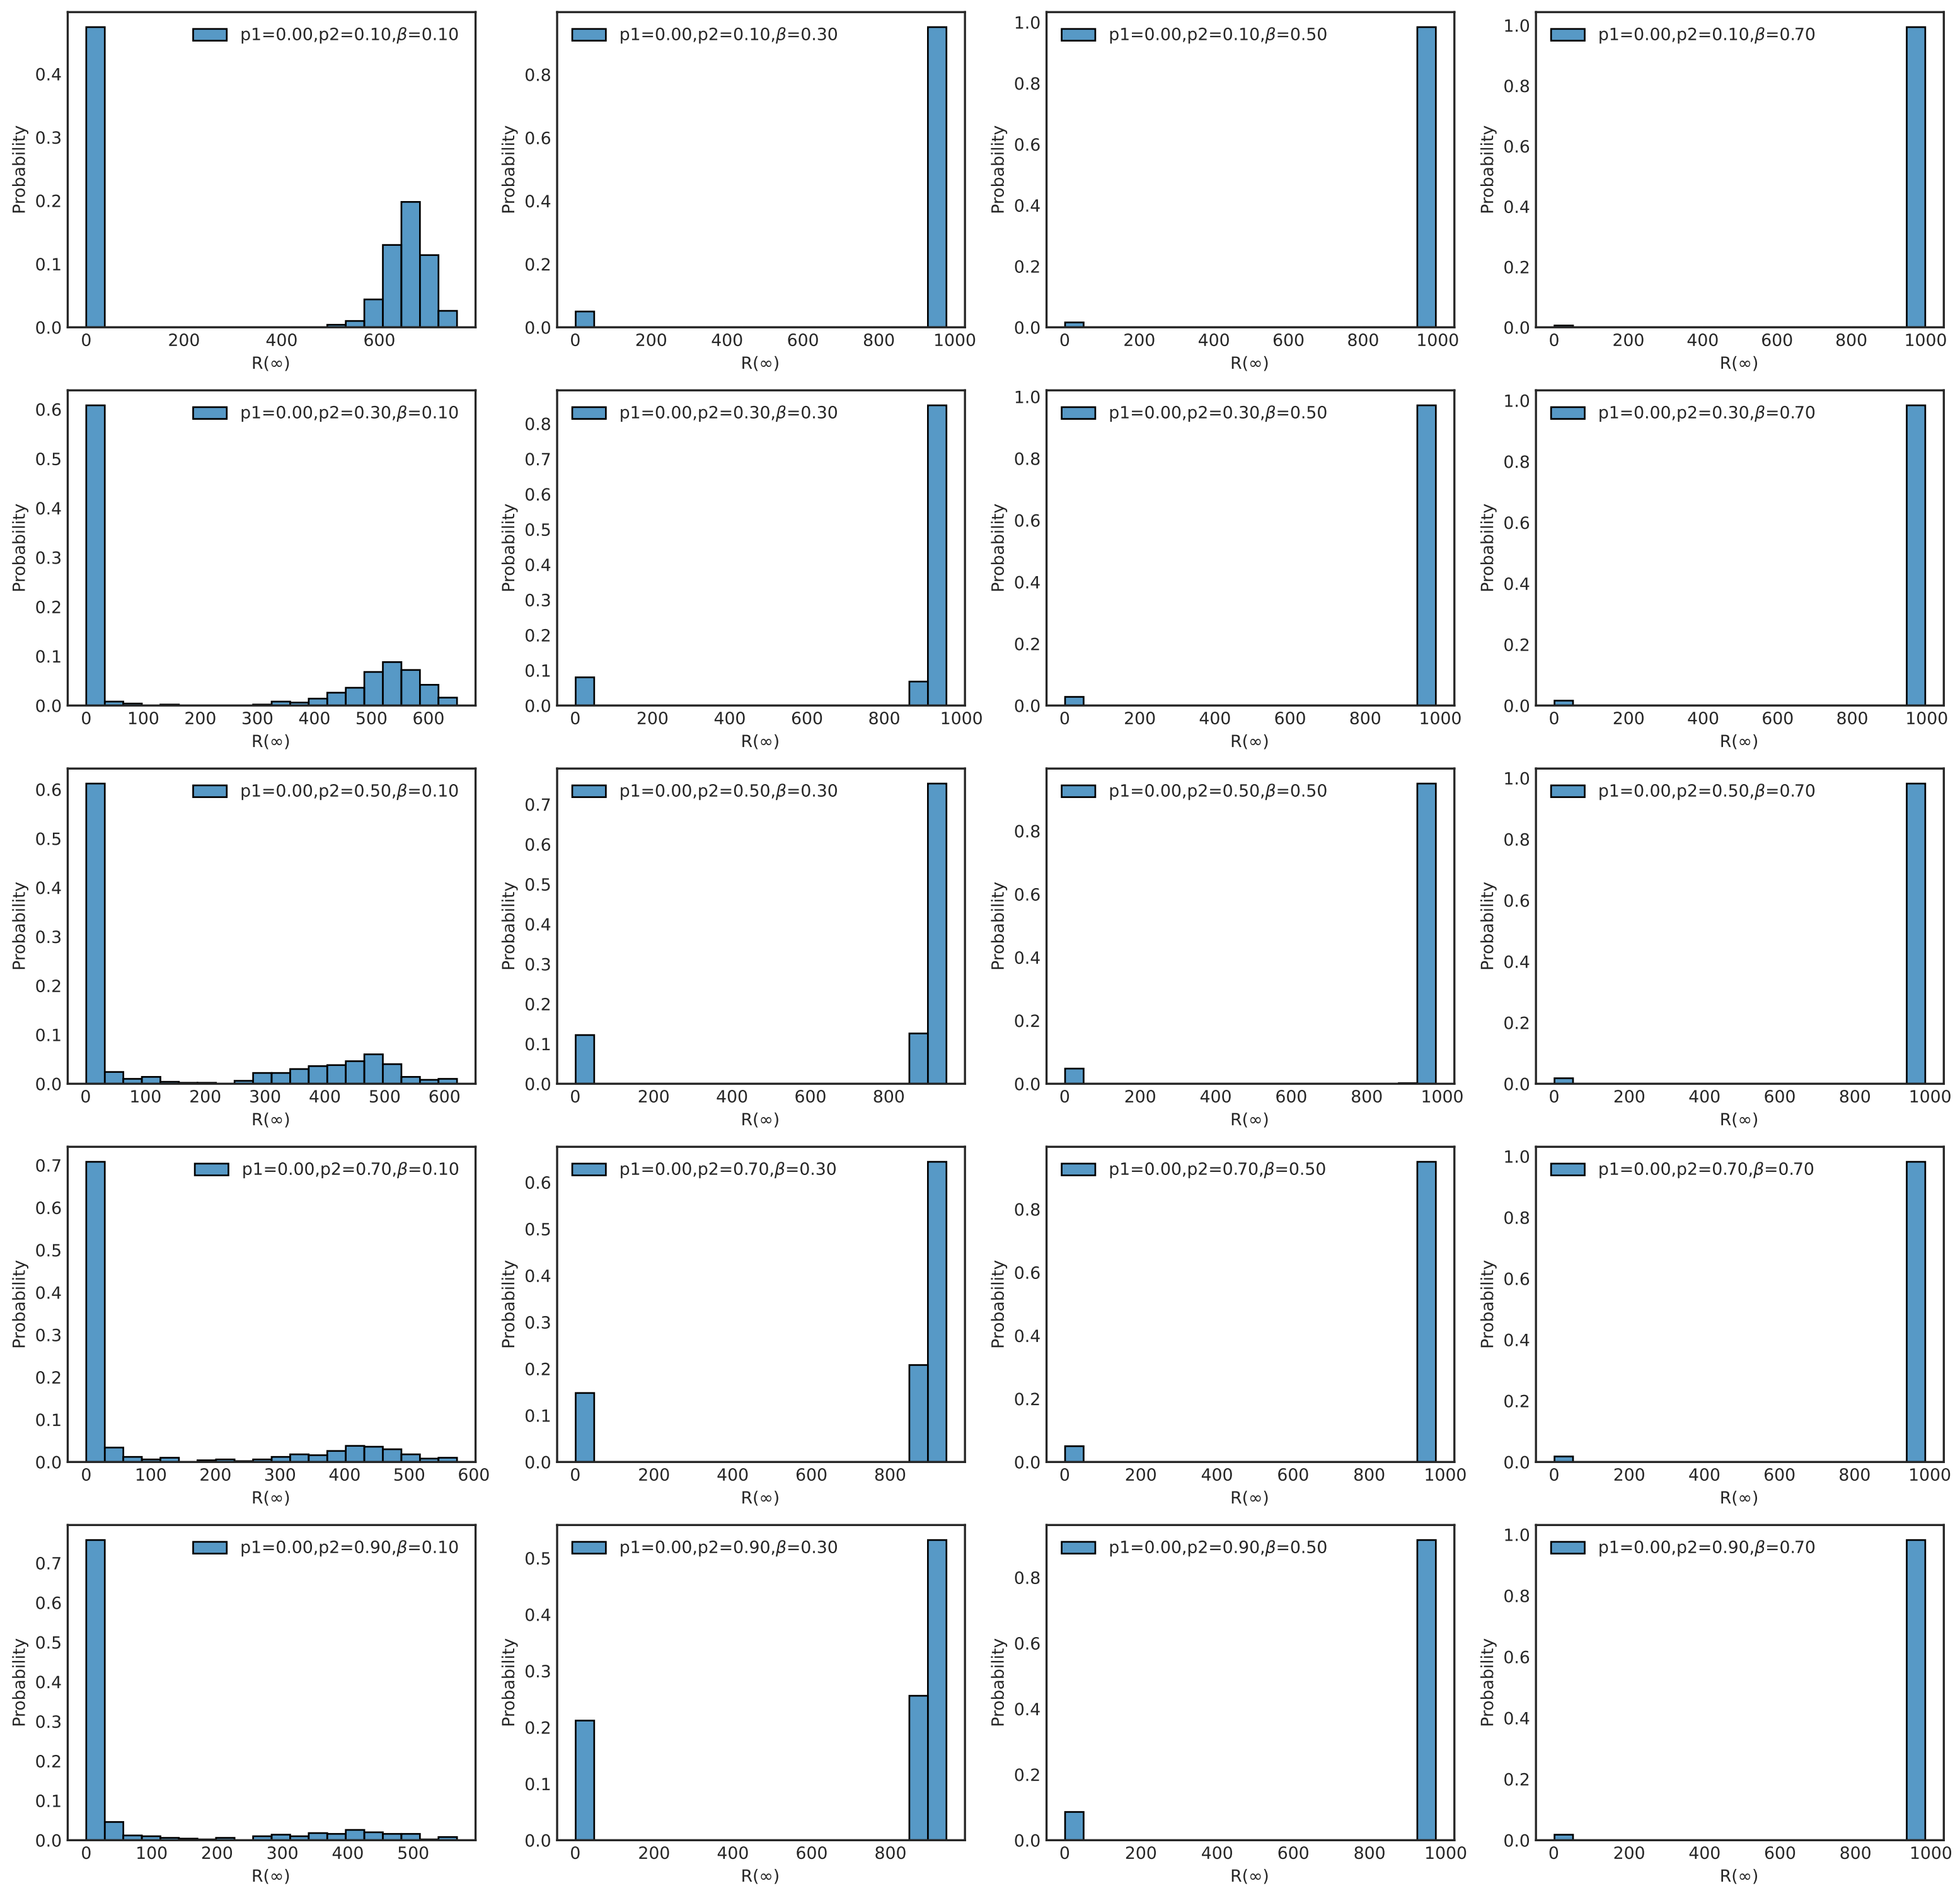 p1=0.00,p2=0.10,β=0.10
Probability
0.4
0.3
0.2
0.1
0.0
0 200 400 600
R(∞)
p1=0.00,p2=0.10,β=0.30
Probability
0.8
0.6
0.4
0.2
0.0
0 200 400 600 800 1000
R(∞)
p1=0.00,p2=0.10,β=0.50
Probability
1.0
0.8
0.6
0.4
0.2
0.0
0 200 400 600 800 1000
R(∞)
p1=0.00,p2=0.10,β=0.70
Probability
1.0
0.8
0.6
0.4
0.2
0.0
0 200 400 600 800 1000
R(∞)
p1=0.00,p2=0.30,β=0.10
Probability
0.6
0.5
0.4
0.3
0.2
0.1
0.0
0 100 200 300 400 500 600
R(∞)
p1=0.00,p2=0.30,β=0.30
Probability
0.8
0.7
0.6
0.5
0.4
0.3
0.2
0.1
0.0
0 200 400 600 800 1000
R(∞)
p1=0.00,p2=0.30,β=0.50
Probability
1.0
0.8
0.6
0.4
0.2
0.0
0 200 400 600 800 1000
R(∞)
p1=0.00,p2=0.30,β=0.70
Probability
1.0
0.8
0.6
0.4
0.2
0.0
0 200 400 600 800 1000
R(∞)
p1=0.00,p2=0.50,β=0.10
Probability
0.6
0.5
0.4
0.3
0.2
0.1
0.0
0 100 200 300 400 500 600
R(∞)
p1=0.00,p2=0.50,β=0.30
Probability
0.7
0.6
0.5
0.4
0.3
0.2
0.1
0.0
0 200 400 600 800
R(∞)
p1=0.00,p2=0.50,β=0.50
Probability
0.8
0.6
0.4
0.2
0.0
0 200 400 600 800 1000
R(∞)
p1=0.00,p2=0.50,β=0.70
Probability
1.0
0.8
0.6
0.4
0.2
0.0
0 200 400 600 800 1000
R(∞)
p1=0.00,p2=0.70,β=0.10
Probability
0.7
0.6
0.5
0.4
0.3
0.2
0.1
0.0
0 100 200 300 400 500 600
R(∞)
p1=0.00,p2=0.70,β=0.30
Probability
0.6
0.5
0.4
0.3
0.2
0.1
0.0
0 200 400 600 800
R(∞)
p1=0.00,p2=0.70,β=0.50
Probability
0.8
0.6
0.4
0.2
0.0
0 200 400 600 800 1000
R(∞)
p1=0.00,p2=0.70,β=0.70
Probability
1.0
0.8
0.6
0.4
0.2
0.0
0 200 400 600 800 1000
R(∞)
p1=0.00,p2=0.90,β=0.10
Probability
0.7
0.6
0.5
0.4
0.3
0.2
0.1
0.0
0 100 200 300 400 500
R(∞)
p1=0.00,p2=0.90,β=0.30
Probability
0.5
0.4
0.3
0.2
0.1
0.0
0 200 400 600 800
R(∞)
p1=0.00,p2=0.90,β=0.50
Probability
0.8
0.6
0.4
0.2
0.0
0 200 400 600 800 1000
R(∞)
p1=0.00,p2=0.90,β=0.70
Probability
1.0
0.8
0.6
0.4
0.2
0.0
0 200 400 600 800 1000
R(∞)